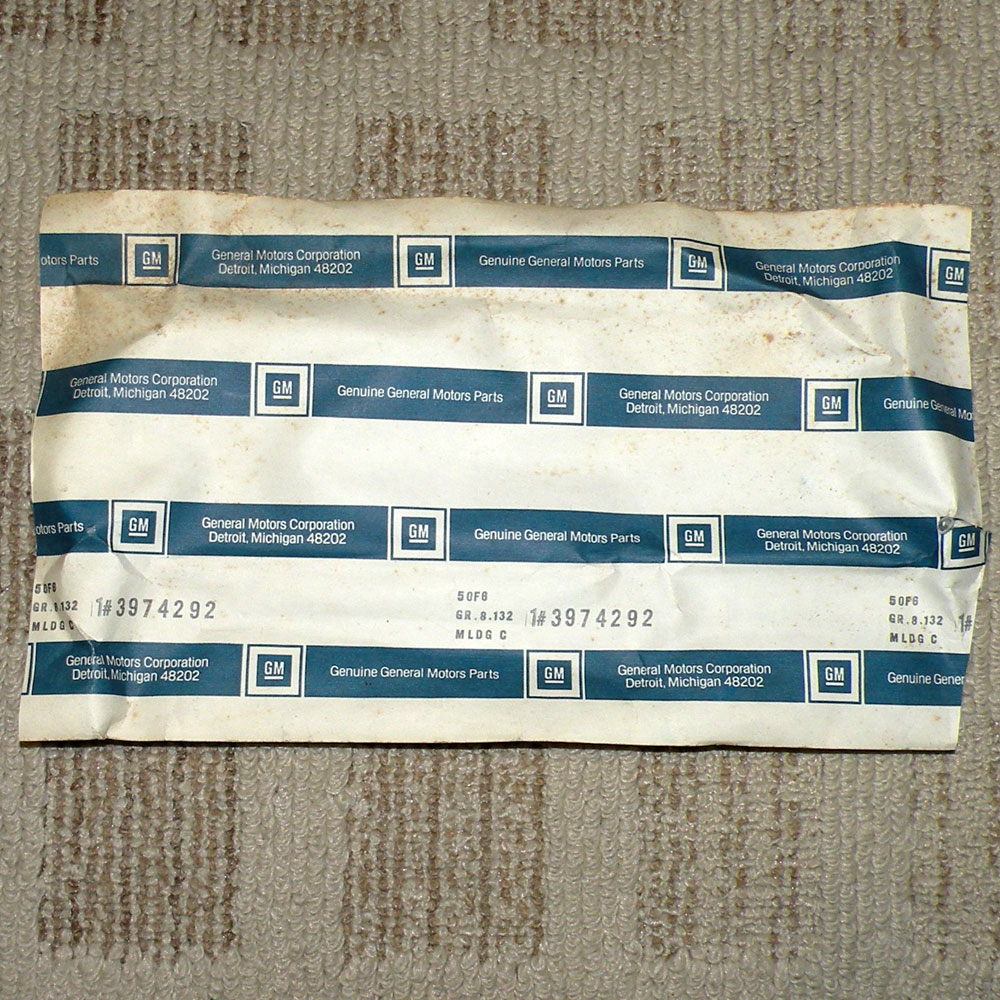 otors Parts GM General Motors Corporation GM Genuine General Motors Parts GM General Motors Corporation GM
Detroit, Michigan 48202 Detroit, Michigan 48202
General Motors Corporation GM Genuine General Motors Parts GM General Motors Corporation GM Genuine General Mo
Detroit, Michigan 48202 Detroit, Michigan 48202
otors Parts GM General Motors Corporation GM Genuine General Motors Parts GM General Motors Corporation GM
Detroit, Michigan 48202 Detroit, Michigan 48202
50F6 50F6 50F6
GR.8.132 1#3974292 GR.8.132 1#3974292 GR.8.132 1#
MLDG C MLDG C MLDG C
General Motors Corporation GM Genuine General Motors Parts GM General Motors Corporation GM Genuine Gener
Detroit, Michigan 48202 Detroit, Michigan 48202